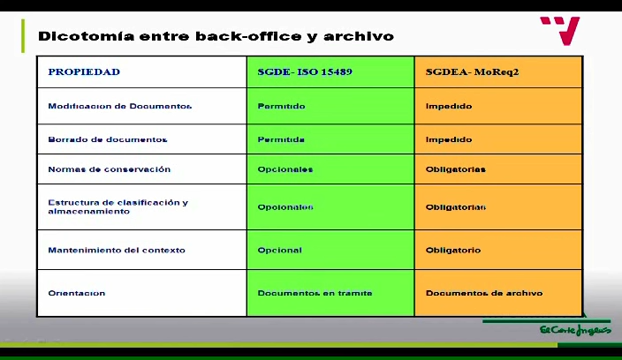 Dicotomía entre back-office y archivo
PROPIEDAD SGDE- ISO 15489 SGDEA- MoReq2
Modificación de Documentos Permitido Impedido
Borrado de documentos Permitida Impedido
Normas de conservación Opcionales Obligatorias
Estructura de clasificación y
almacenamiento Opcionales Obligatorias
Mantenimiento del contexto Opcional Obligatorio
Orientación Documentos en tramite Documentos de archivo
El Corte Inglés